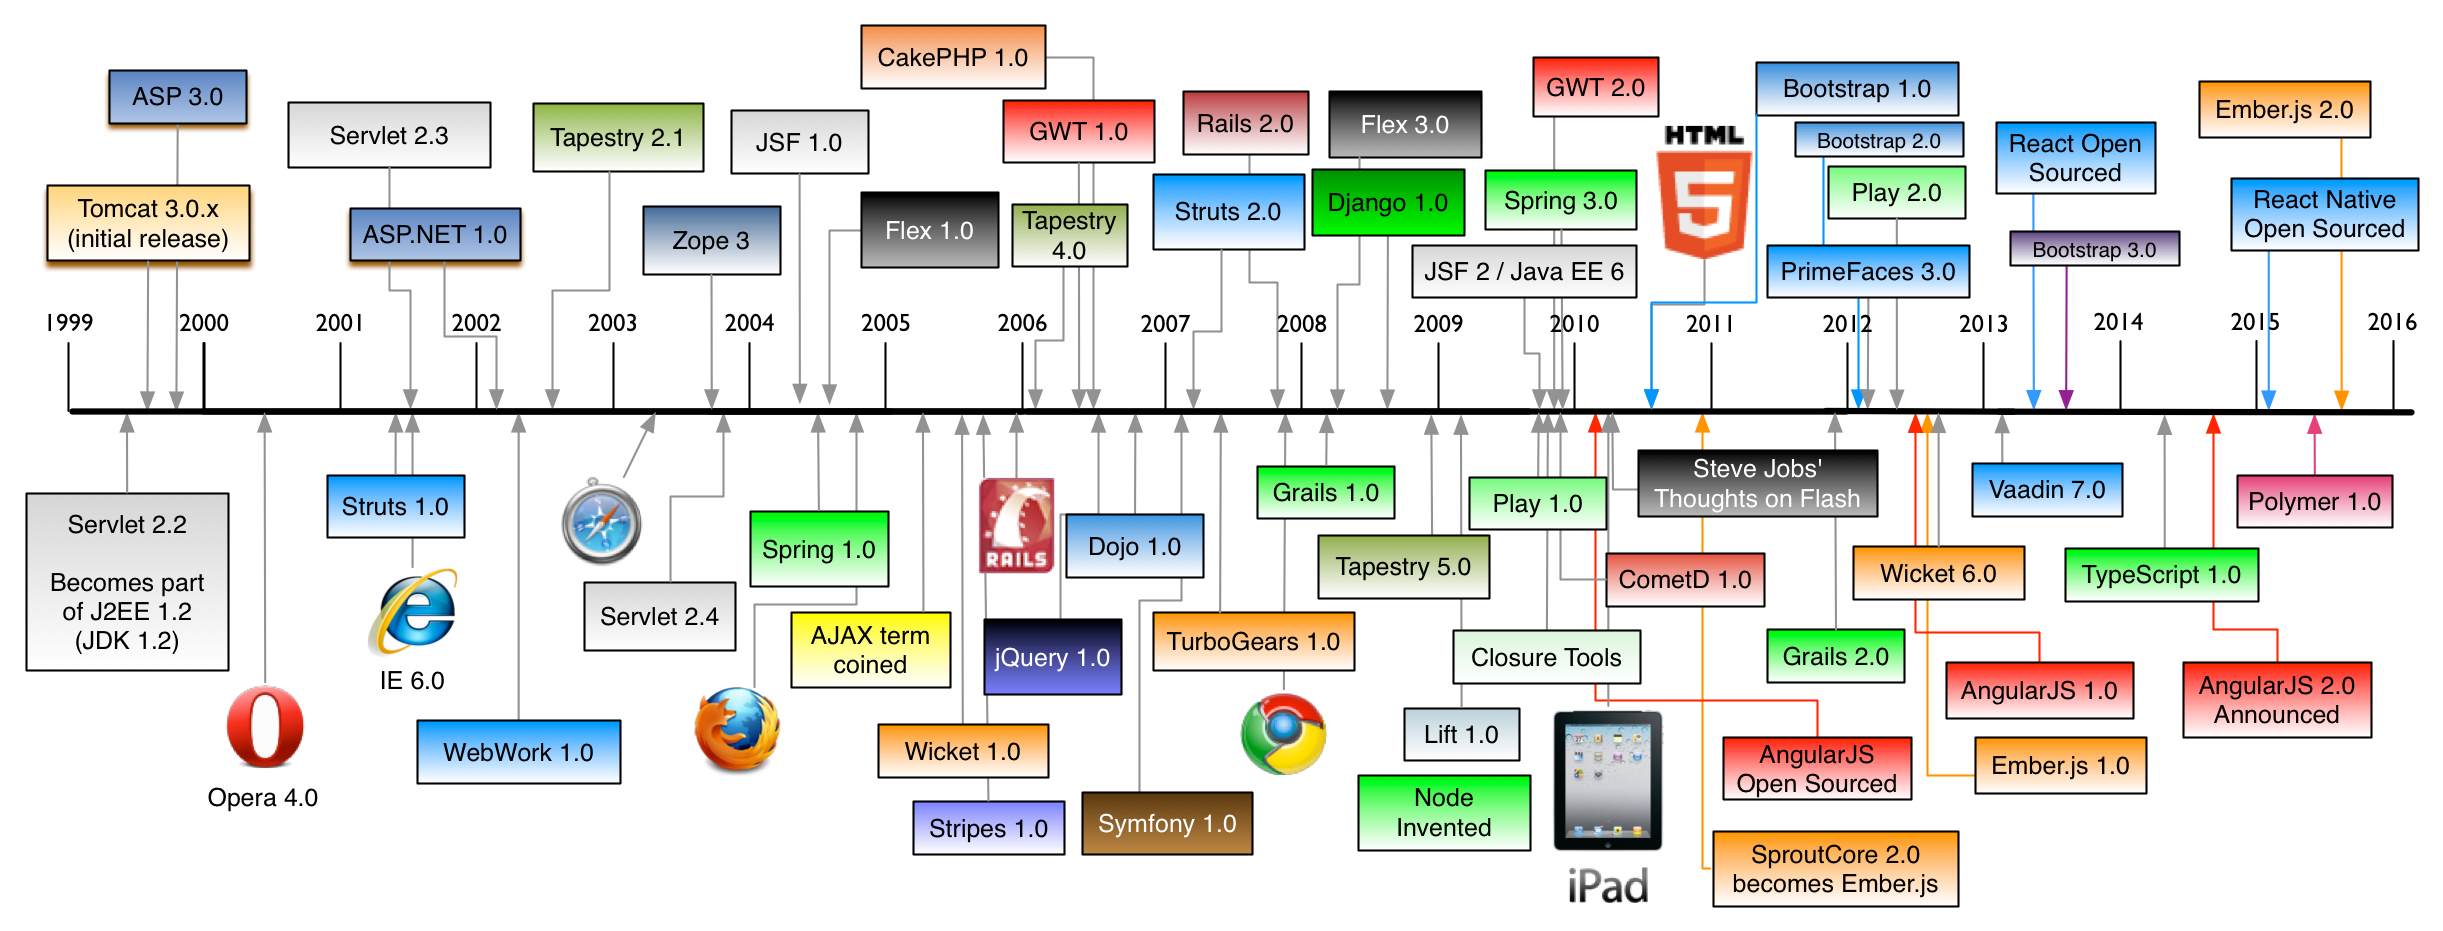 CakePHP 1.0
ASP 3.0
Servlet 2.3
Tapestry 2.1
JSF 1.0
GWT 1.0
Rails 2.0
Flex 3.0
GWT 2.0
Bootstrap 1.0
Ember.js 2.0
HTML
5
Bootstrap 2.0
React Open
Sourced
Tomcat 3.0.x
(initial release)
ASP.NET 1.0
Zope 3
Flex 1.0
Tapestry
4.0
Struts 2.0
Django 1.0
Spring 3.0
Play 2.0
React Native
Open Sourced
JSF 2 / Java EE 6
PrimeFaces 3.0
Bootstrap 3.0
1999
2000
2001
2002
2003
2004
2005
2006
2007
2008
2009
2010
2011
2012
2013
2014
2015
2016
Servlet 2.2
Becomes part
of J2EE 1.2
(JDK 1.2)
Opera 4.0
Struts 1.0
IE 6.0
WebWork 1.0
Servlet 2.4
Spring 1.0
AJAX term
coined
Wicket 1.0
Stripes 1.0
RAILS
jQuery 1.0
Dojo 1.0
Symfony 1.0
TurboGears 1.0
Grails 1.0
Tapestry 5.0
Lift 1.0
Node
Invented
Play 1.0
Closure Tools
iPad
CometD 1.0
Steve Jobs'
Thoughts on Flash
AngularJS
Open Sourced
SproutCore 2.0
becomes Ember.js
Grails 2.0
Wicket 6.0
AngularJS 1.0
Ember.js 1.0
Vaadin 7.0
TypeScript 1.0
AngularJS 2.0
Announced
Polymer 1.0